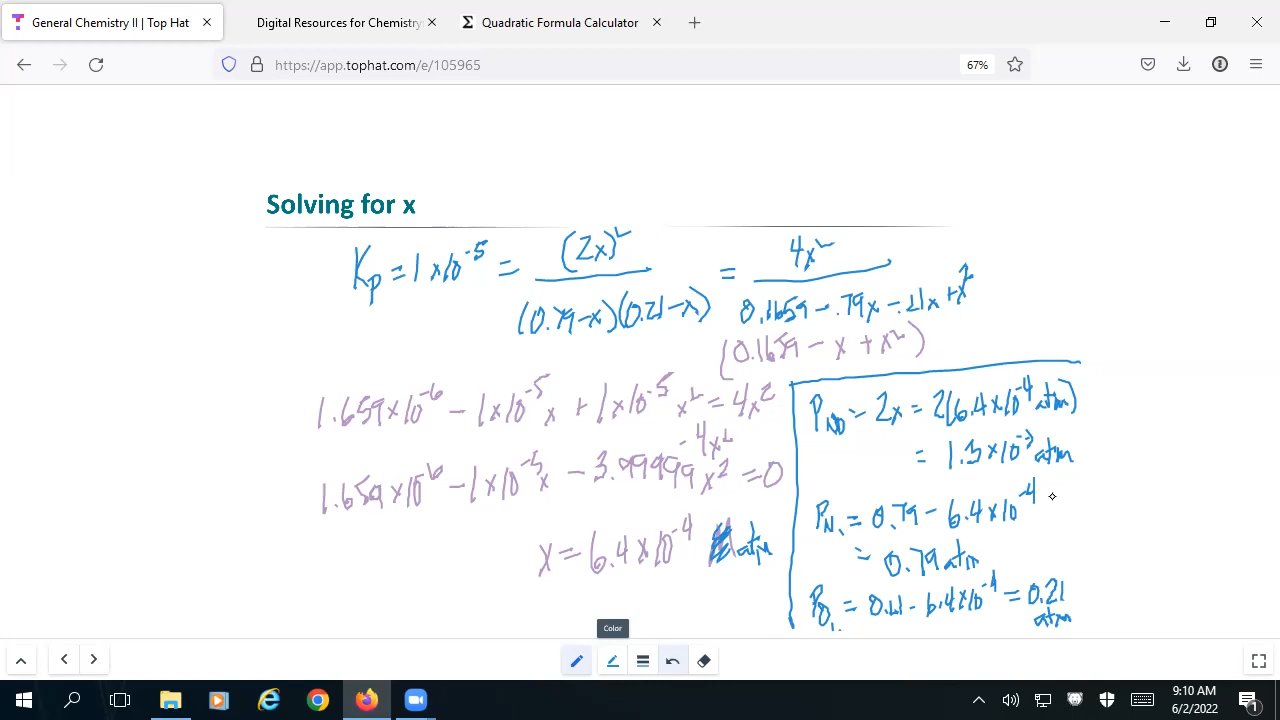 General Chemistry II | Top Hat
Digital Resources for Chemistry
Σ Quadratic Formula Calculator
https://app.tophat.com/e/105965
67%
Solving for x
Kp = 1 x 10^-5 = (2x)^2 / (0.79-x)(0.21-x) = 4x^2 / 0.1659 - .79x - .21x + x^2
(0.1659 - x + x^2)
1.659 x 10^-6 - 1 x 10^-5 x + 1 x 10^-5 x^2 = 4x^2
- 4x^2
1.659 x 10^-6 - 1 x 10^-5 x - 3.99999 x^2 = 0
x = 6.4 x 10^-4 atm
P_NO = 2x = 2(6.4 x 10^-4 atm)
= 1.3 x 10^-3 atm
P_N2 = 0.79 - 6.4 x 10^-4
= 0.79 atm
P_O2 = 0.21 - 6.4 x 10^-4 = 0.21
atm
Color
9:10 AM
6/2/2022
1